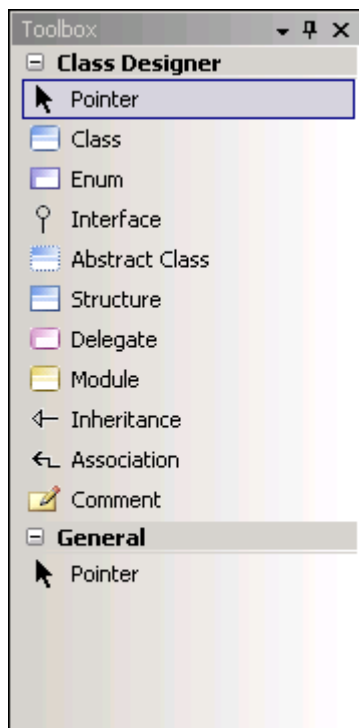 Toolbox
Class Designer
Pointer
Class
Enum
Interface
Abstract Class
Structure
Delegate
Module
Inheritance
Association
Comment
General
Pointer